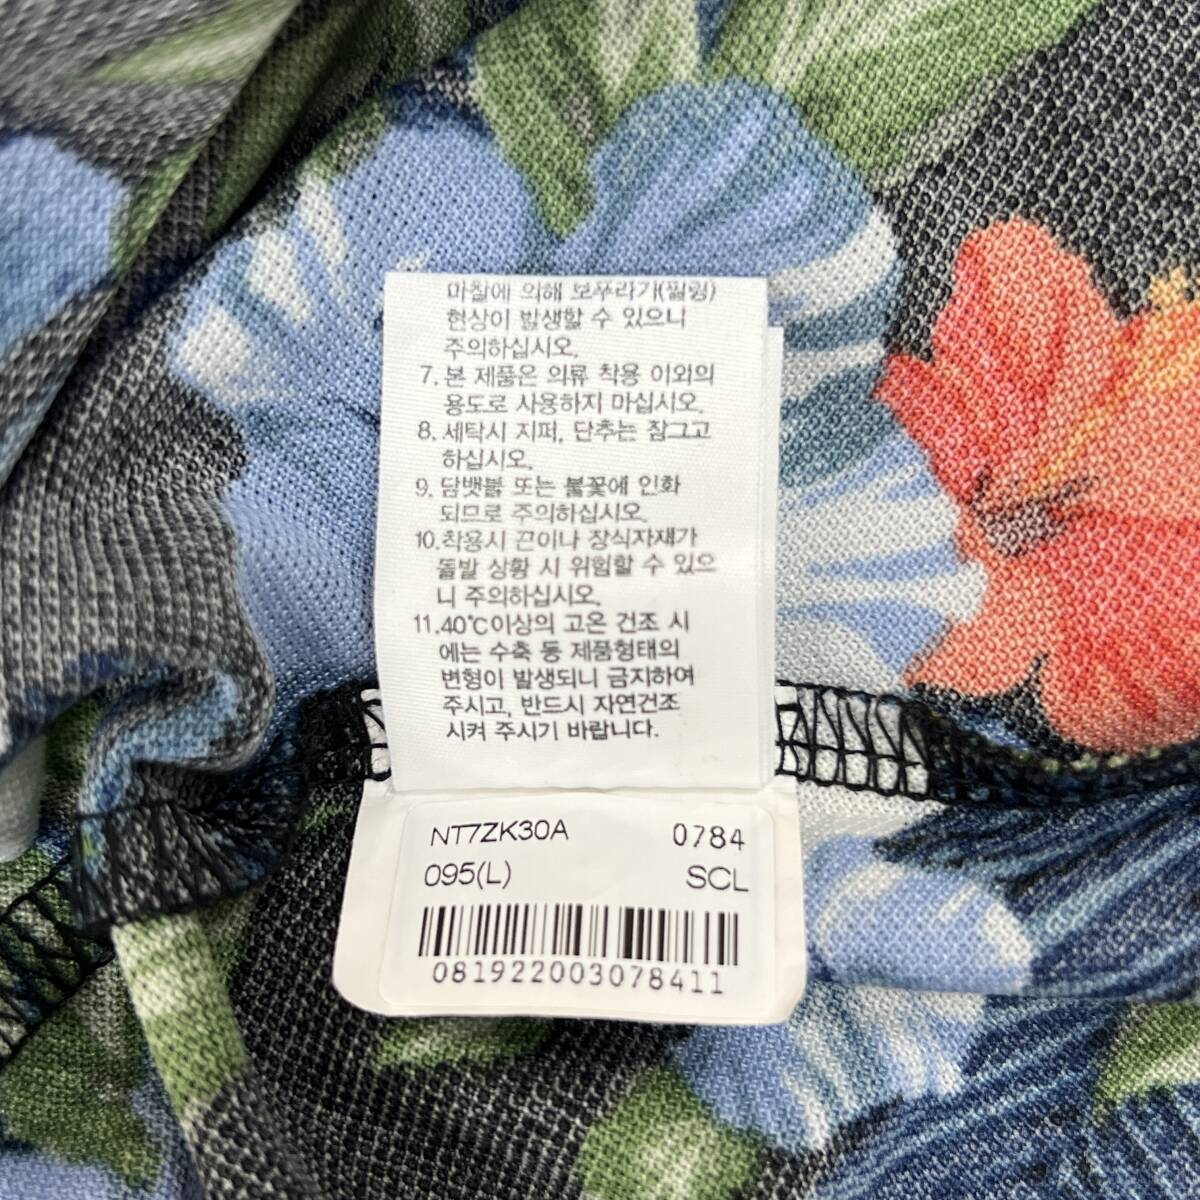 마찰에 의해 보푸라기(필링)
현상이 발생할 수 있으니
주의하십시오.
7. 본 제품은 의류 착용 이외의
용도로 사용하지 마십시오.
8. 세탁시 지퍼, 단추는 잠그고
하십시오.
9. 담뱃불 또는 불꽃에 인화
되므로 주의하십시오.
10.착용시 끈이나 장식자재가
돌발 상황 시 위험할 수 있으
니 주의하십시오.
11.40℃이상의 고온 건조 시
에는 수축 등 제품형태의
변형이 발생되니 금지하여
주시고, 반드시 자연건조
시켜 주시기 바랍니다.
NT7ZK30A 0784
095(L) SCL
081922003078411